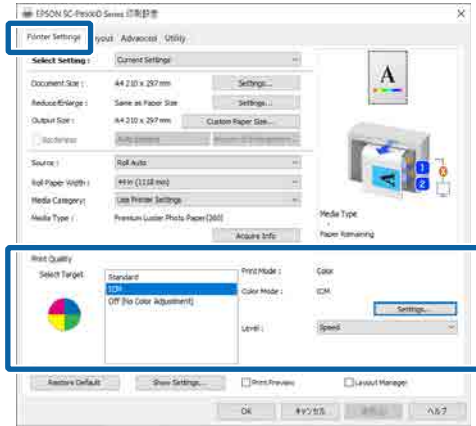 EPSON SC-P8500D Series 印刷設定
Printer Settings Layout Advanced Utility
Select Setting : Current Settings
Document Size : A4 210 x 297 mm Settings...
Reduce/Enlarge : Same as Paper Size Settings...
Output Size : A4 210 x 297 mm Custom Paper Size...
Borderless Auto Expand
Source : Roll Auto
Roll Paper Width : 44 in (1118 mm)
Media Category: Use Printer Settings
Media Type : Premium Luster Photo Paper(260)
Acquire Info
A
1
2
Media Type
-
Paper Remaining
Print Quality
Select Target
Standard
ICM
Off (No Color Adjustment)
Print Mode : Color
Color Mode : ICM
Settings...
Level : Speed
Restore Default Show Settings... Print Preview Layout Manager
OK キャンセル ヘルプ